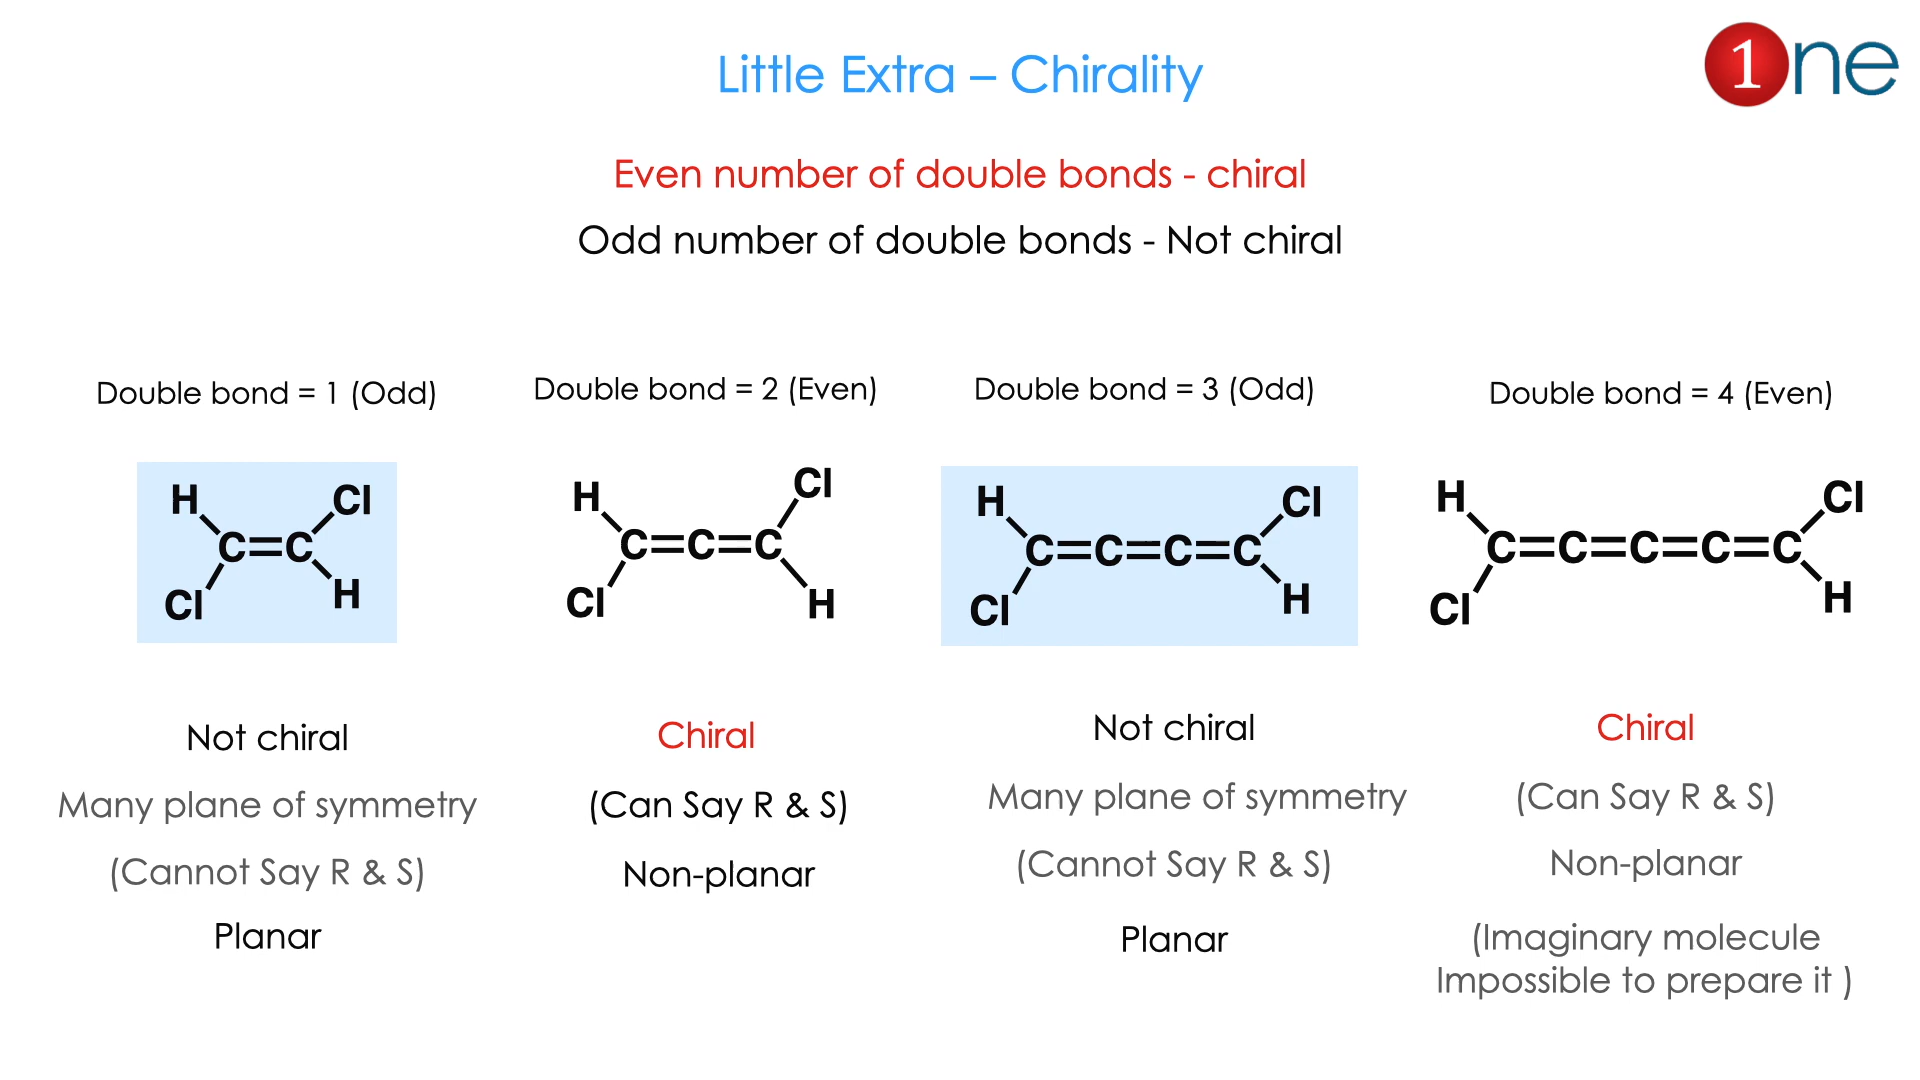 Little Extra – Chirality
1ne
Even number of double bonds - chiral
Odd number of double bonds - Not chiral
Double bond = 1 (Odd)
Double bond = 2 (Even)
Double bond = 3 (Odd)
Double bond = 4 (Even)
H Cl
C=C
Cl H
H Cl
C=C=C
Cl H
H Cl
C=C=C=C
Cl H
H Cl
C=C=C=C=C
Cl H
Not chiral
Many plane of symmetry
(Cannot Say R & S)
Planar
Chiral
(Can Say R & S)
Non-planar
Not chiral
Many plane of symmetry
(Cannot Say R & S)
Planar
Chiral
(Can Say R & S)
Non-planar
(Imaginary molecule
Impossible to prepare it )